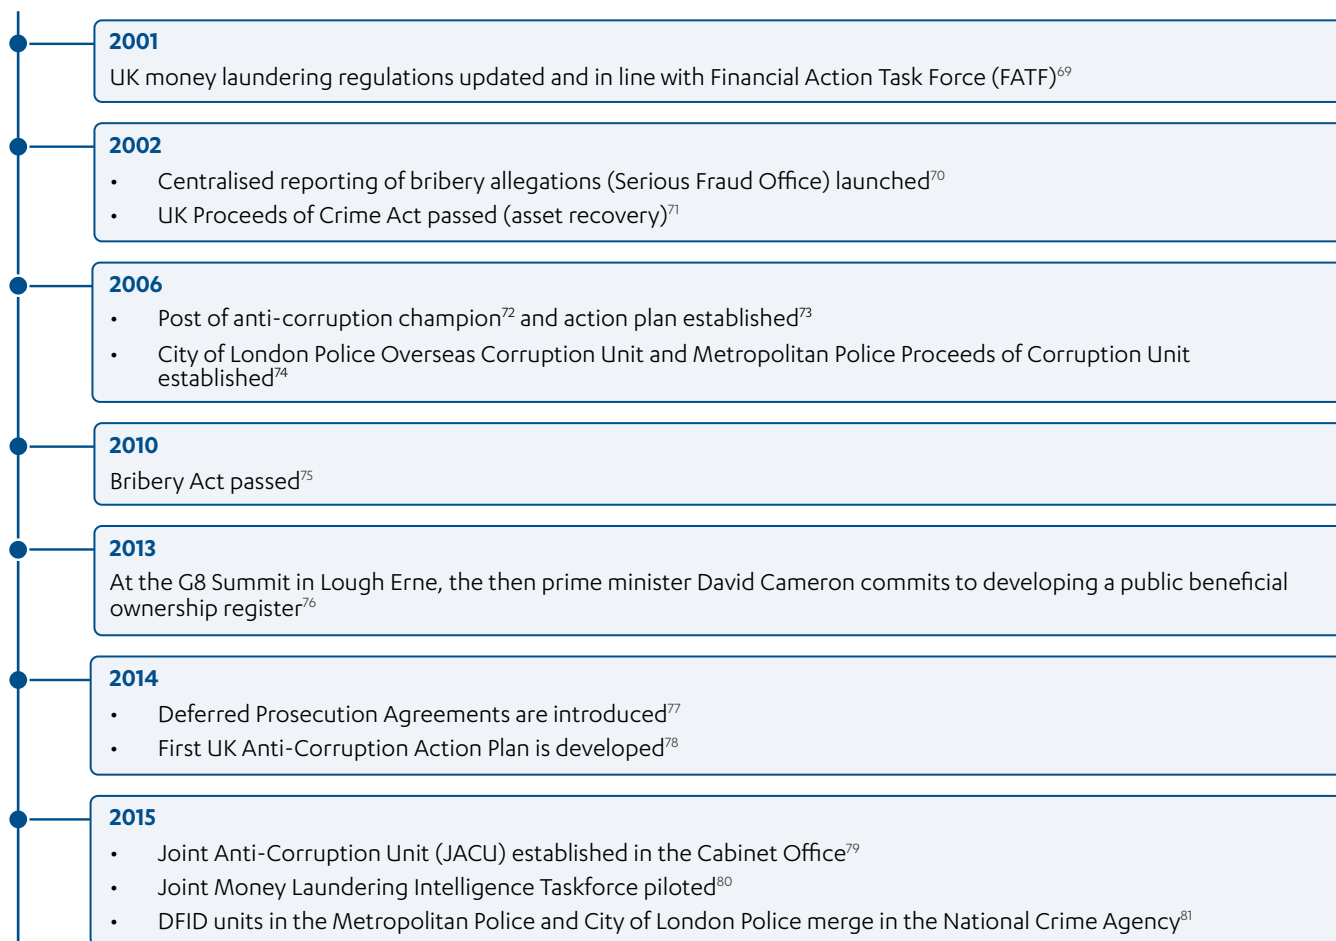 2001
UK money laundering regulations updated and in line with Financial Action Task Force (FATF)69
2002
• Centralised reporting of bribery allegations (Serious Fraud Office) launched70
• UK Proceeds of Crime Act passed (asset recovery)71
2006
• Post of anti-corruption champion72 and action plan established73
• City of London Police Overseas Corruption Unit and Metropolitan Police Proceeds of Corruption Unit
established74
2010
Bribery Act passed75
2013
At the G8 Summit in Lough Erne, the then prime minister David Cameron commits to developing a public beneficial
ownership register76
2014
• Deferred Prosecution Agreements are introduced77
• First UK Anti-Corruption Action Plan is developed78
2015
• Joint Anti-Corruption Unit (JACU) established in the Cabinet Office79
• Joint Money Laundering Intelligence Taskforce piloted80
• DFID units in the Metropolitan Police and City of London Police merge in the National Crime Agency81